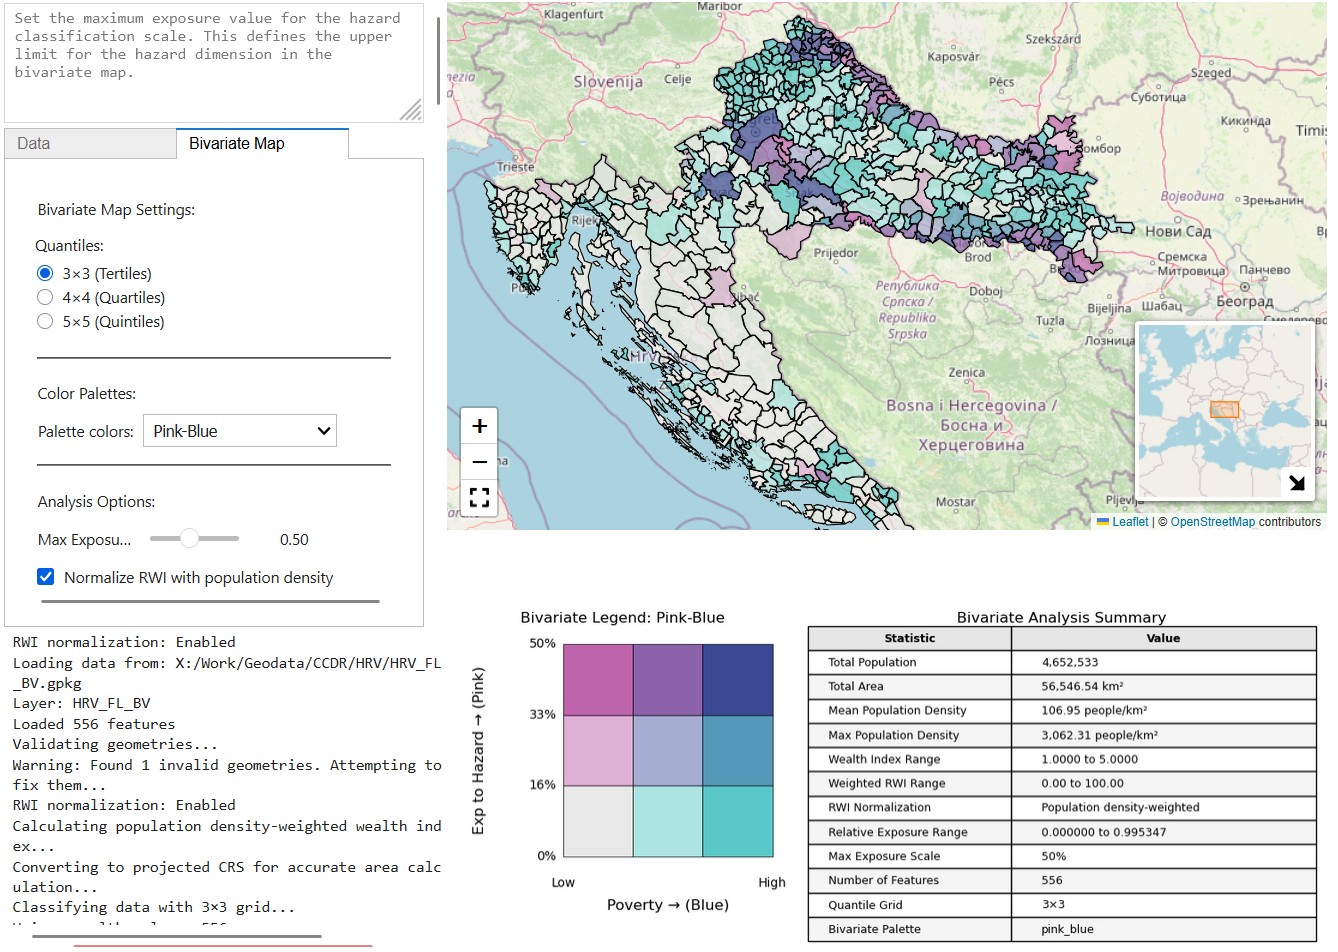 Set the maximum exposure value for the hazard
classification scale. This defines the upper
limit for the hazard dimension in the
bivariate map.
Data
Bivariate Map
Bivariate Map Settings:
Quantiles:
3×3 (Tertiles)
4×4 (Quartiles)
5×5 (Quintiles)
Color Palettes:
Palette colors:
Pink-Blue
Analysis Options:
Max Exposu...
0.50
Normalize RWI with population density
RWI normalization: Enabled
Loading data from: X:/Work/Geodata/CCDR/HRV/HRV_FL
_BV.gpkg
Layer: HRV_FL_BV
Loaded 556 features
Validating geometries...
Warning: Found 1 invalid geometries. Attempting to
fix them...
RWI normalization: Enabled
Calculating population density-weighted wealth ind
ex...
Converting to projected CRS for accurate area calc
ulation...
Classifying data with 3×3 grid...
Klagenfurt
Maribor
Slovenija
Celje
Kaposvár
Szekszárd
Pécs
Szeged
Суботица
Кикинда
Timi
омбор
Trieste
Rijek
Војводина
Зрењанин
Нови Сад
Prijedor
Brod
Сремска
Митровица
Панчево
Република
Српска /
Republika
Srpska
Doboj
Bijeljina
Шабац
Београд
Tuzla
Лозница
Zenica
Bosna i Hercegovina /
Босна и
Херцеговина
Mostar
Hrv
+
−
Leaflet | © OpenStreetMap contributors
Bivariate Legend: Pink-Blue
50%
33%
16%
0%
Exp to Hazard → (Pink)
Low
High
Poverty → (Blue)
Bivariate Analysis Summary
Statistic Value
Total Population 4,652,533
Total Area 56,546.54 km²
Mean Population Density 106.95 people/km²
Max Population Density 3,062.31 people/km²
Wealth Index Range 1.0000 to 5.0000
Weighted RWI Range 0.00 to 100.00
RWI Normalization Population density-weighted
Relative Exposure Range 0.000000 to 0.995347
Max Exposure Scale 50%
Number of Features 556
Quantile Grid 3×3
Bivariate Palette pink_blue